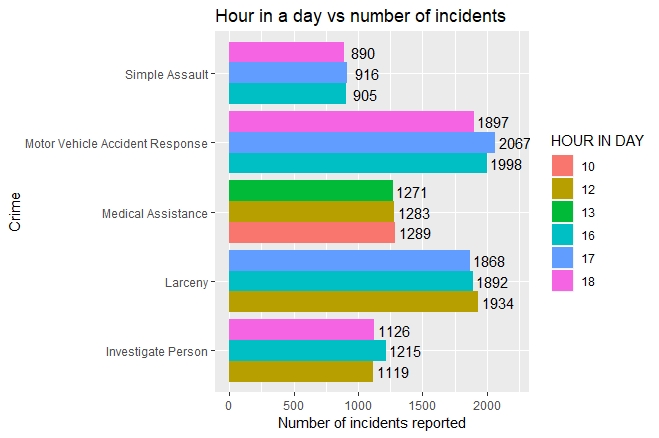 Hour in a day vs number of incidents
Crime
Simple Assault
890
916
905
Motor Vehicle Accident Response
1897
2067
1998
Medical Assistance
1271
1283
1289
Larceny
1868
1892
1934
Investigate Person
1126
1215
1119
0
500
1000
1500
2000
Number of incidents reported
HOUR IN DAY
10
12
13
16
17
18